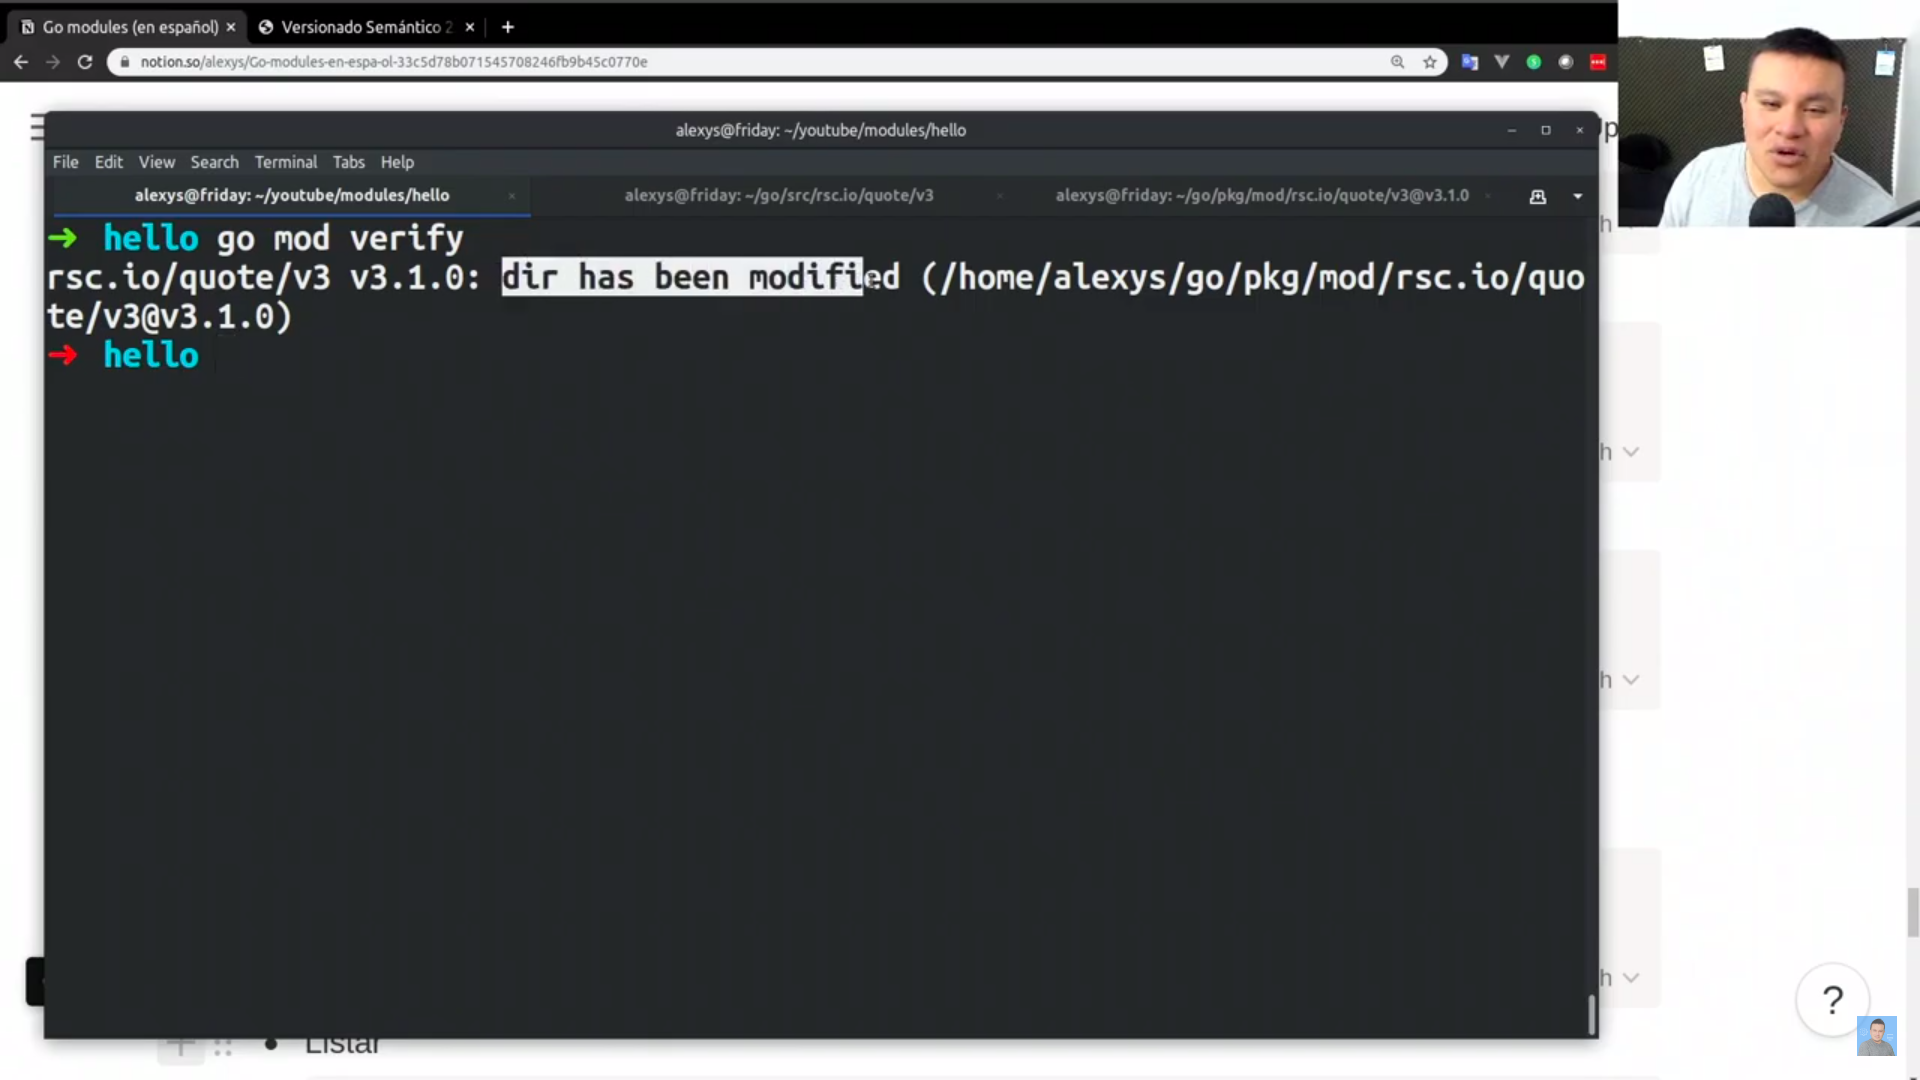 Go modules (en español)
Versionado Semántico 2
notion.so/alexys/Go-modules-en-espa-ol-33c5d78b071545708246fb9b45c0770e
alexys@friday: ~/youtube/modules/hello
File Edit View Search Terminal Tabs Help
alexys@friday: ~/youtube/modules/hello
alexys@friday: ~/go/src/rsc.io/quote/v3
alexys@friday: ~/go/pkg/mod/rsc.io/quote/v3@v3.1.0
→ hello go mod verify
rsc.io/quote/v3 v3.1.0: dir has been modified (/home/alexys/go/pkg/mod/rsc.io/quo
te/v3@v3.1.0)
→ hello
h
h
h
h
?
Listar